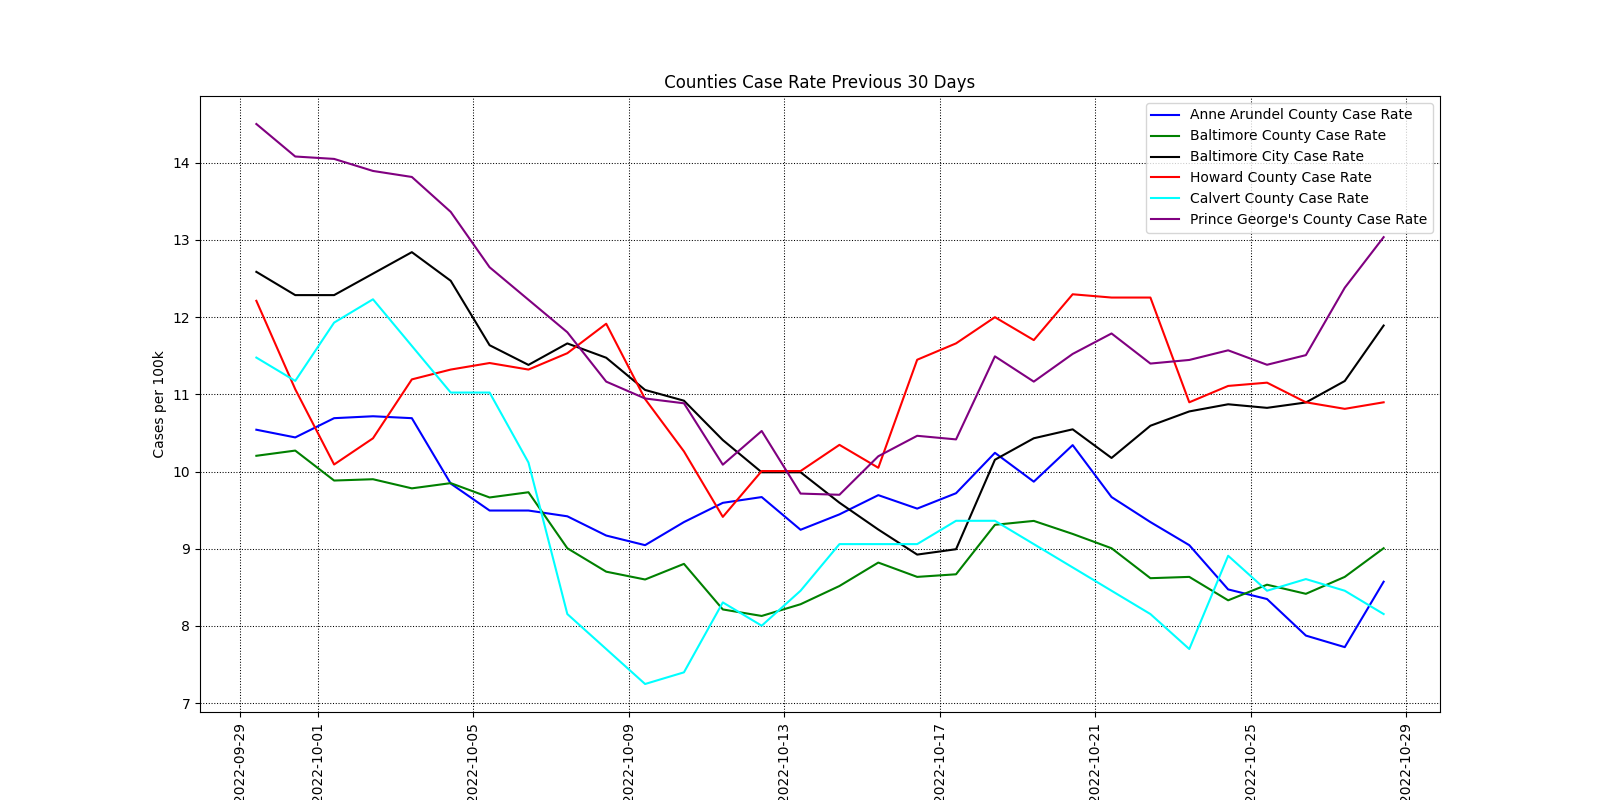 Counties Case Rate Previous 30 Days
Anne Arundel County Case Rate
Baltimore County Case Rate
Baltimore City Case Rate
Howard County Case Rate
Calvert County Case Rate
Prince George's County Case Rate
Cases per 100k
14
13
12
11
10
9
8
7
2022-09-29
2022-10-01
2022-10-05
2022-10-09
2022-10-13
2022-10-17
2022-10-21
2022-10-25
2022-10-29